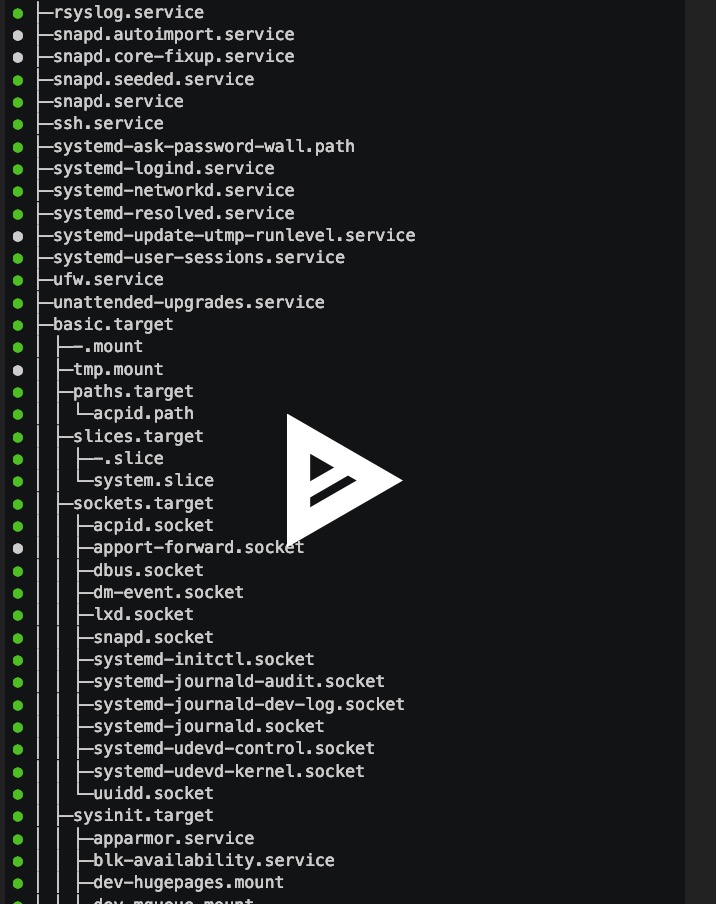 ● ├─rsyslog.service
● ├─snapd.autoimport.service
● ├─snapd.core-fixup.service
● ├─snapd.seeded.service
● ├─snapd.service
● ├─ssh.service
● ├─systemd-ask-password-wall.path
● ├─systemd-logind.service
● ├─systemd-networkd.service
● ├─systemd-resolved.service
● ├─systemd-update-utmp-runlevel.service
● ├─systemd-user-sessions.service
● ├─ufw.service
● ├─unattended-upgrades.service
● ├─basic.target
● │ ├─-.mount
● │ ├─tmp.mount
● │ ├─paths.target
● │ │ └─acpid.path
● │ ├─slices.target
● │ │ ├─-.slice
● │ │ └─system.slice
● │ ├─sockets.target
● │ │ ├─acpid.socket
● │ │ ├─apport-forward.socket
● │ │ ├─dbus.socket
● │ │ ├─dm-event.socket
● │ │ ├─lxd.socket
● │ │ ├─snapd.socket
● │ │ ├─systemd-initctl.socket
● │ │ ├─systemd-journald-audit.socket
● │ │ ├─systemd-journald-dev-log.socket
● │ │ ├─systemd-journald.socket
● │ │ ├─systemd-udevd-control.socket
● │ │ ├─systemd-udevd-kernel.socket
● │ │ └─uuidd.socket
● │ ├─sysinit.target
● │ │ ├─apparmor.service
● │ │ ├─blk-availability.service
● │ │ ├─dev-hugepages.mount
● │ │ ├─dev-mqueue.mount